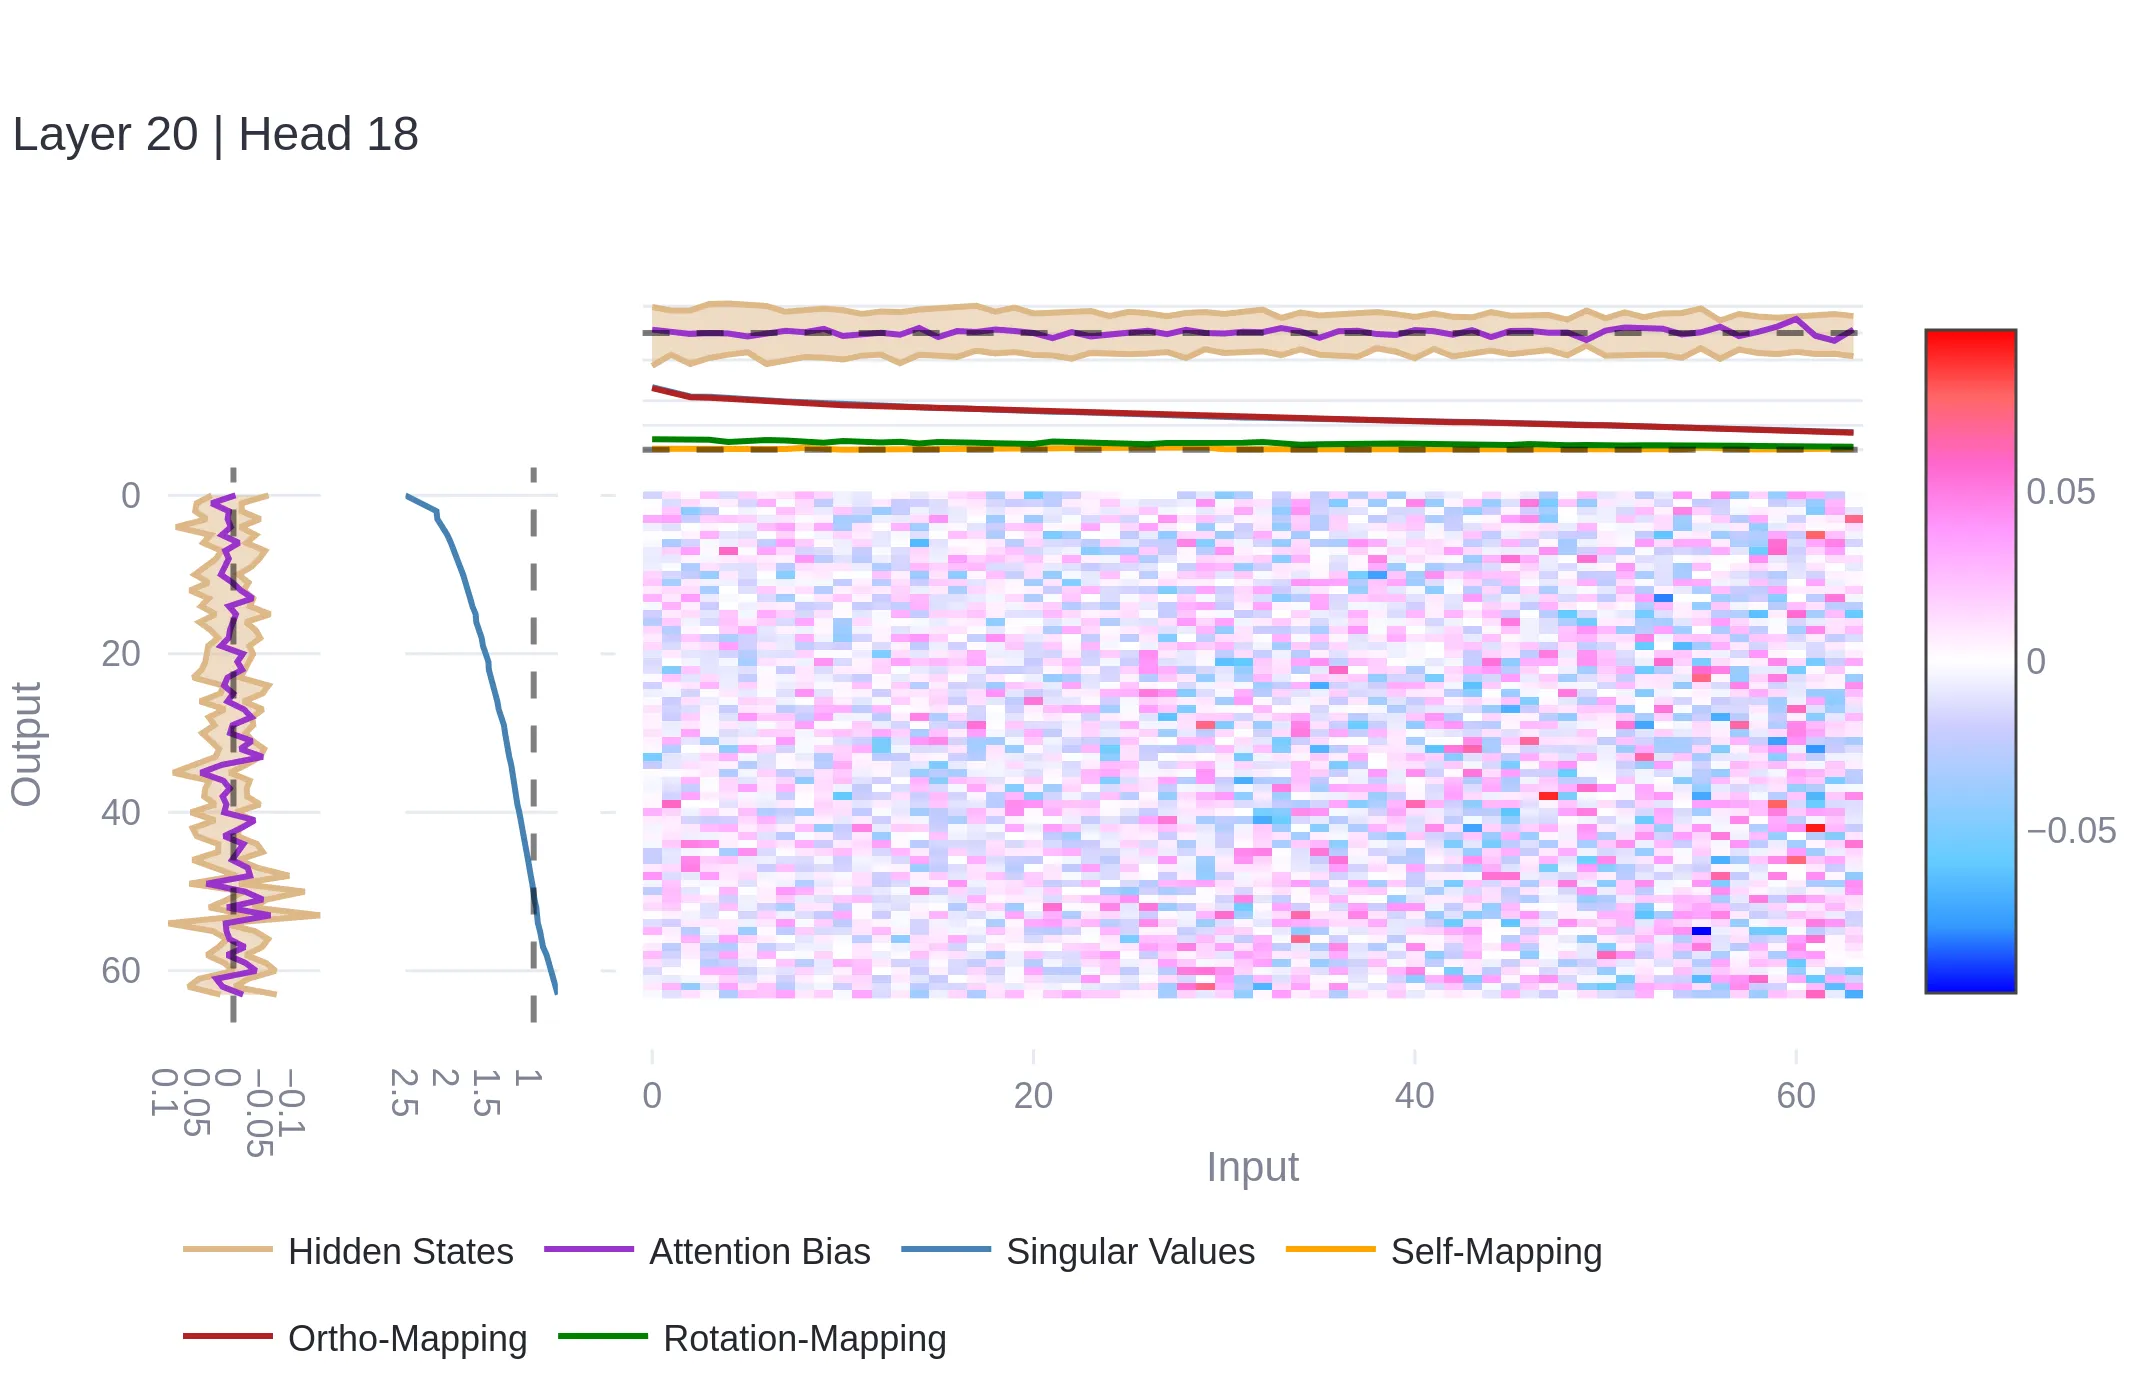 Layer 20 | Head 18
0
20
40
60
Output
0.1
0.05
0
−0.05
−0.1
2.5
2
1.5
1
0
20
40
60
Input
0.05
0
−0.05
Hidden States
Attention Bias
Singular Values
Self-Mapping
Ortho-Mapping
Rotation-Mapping